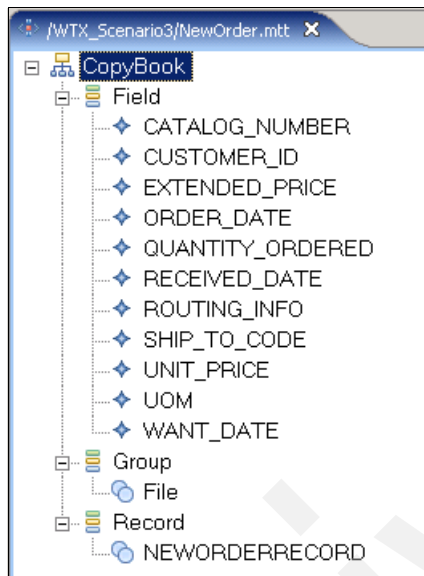 /WTX_Scenario3/NewOrder.mtt
CopyBook
Field
CATALOG_NUMBER
CUSTOMER_ID
EXTENDED_PRICE
ORDER_DATE
QUANTITY_ORDERED
RECEIVED_DATE
ROUTING_INFO
SHIP_TO_CODE
UNIT_PRICE
UOM
WANT_DATE
Group
File
Record
NEWORDERRECORD